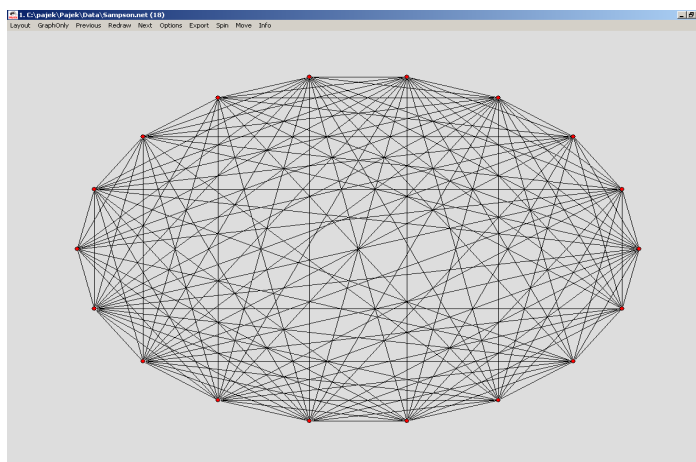 1. C:\pajek\Pajek\Data\Sampson.net (18)
Layout GraphOnly Previous Redraw Next Options Export Spin Move Info